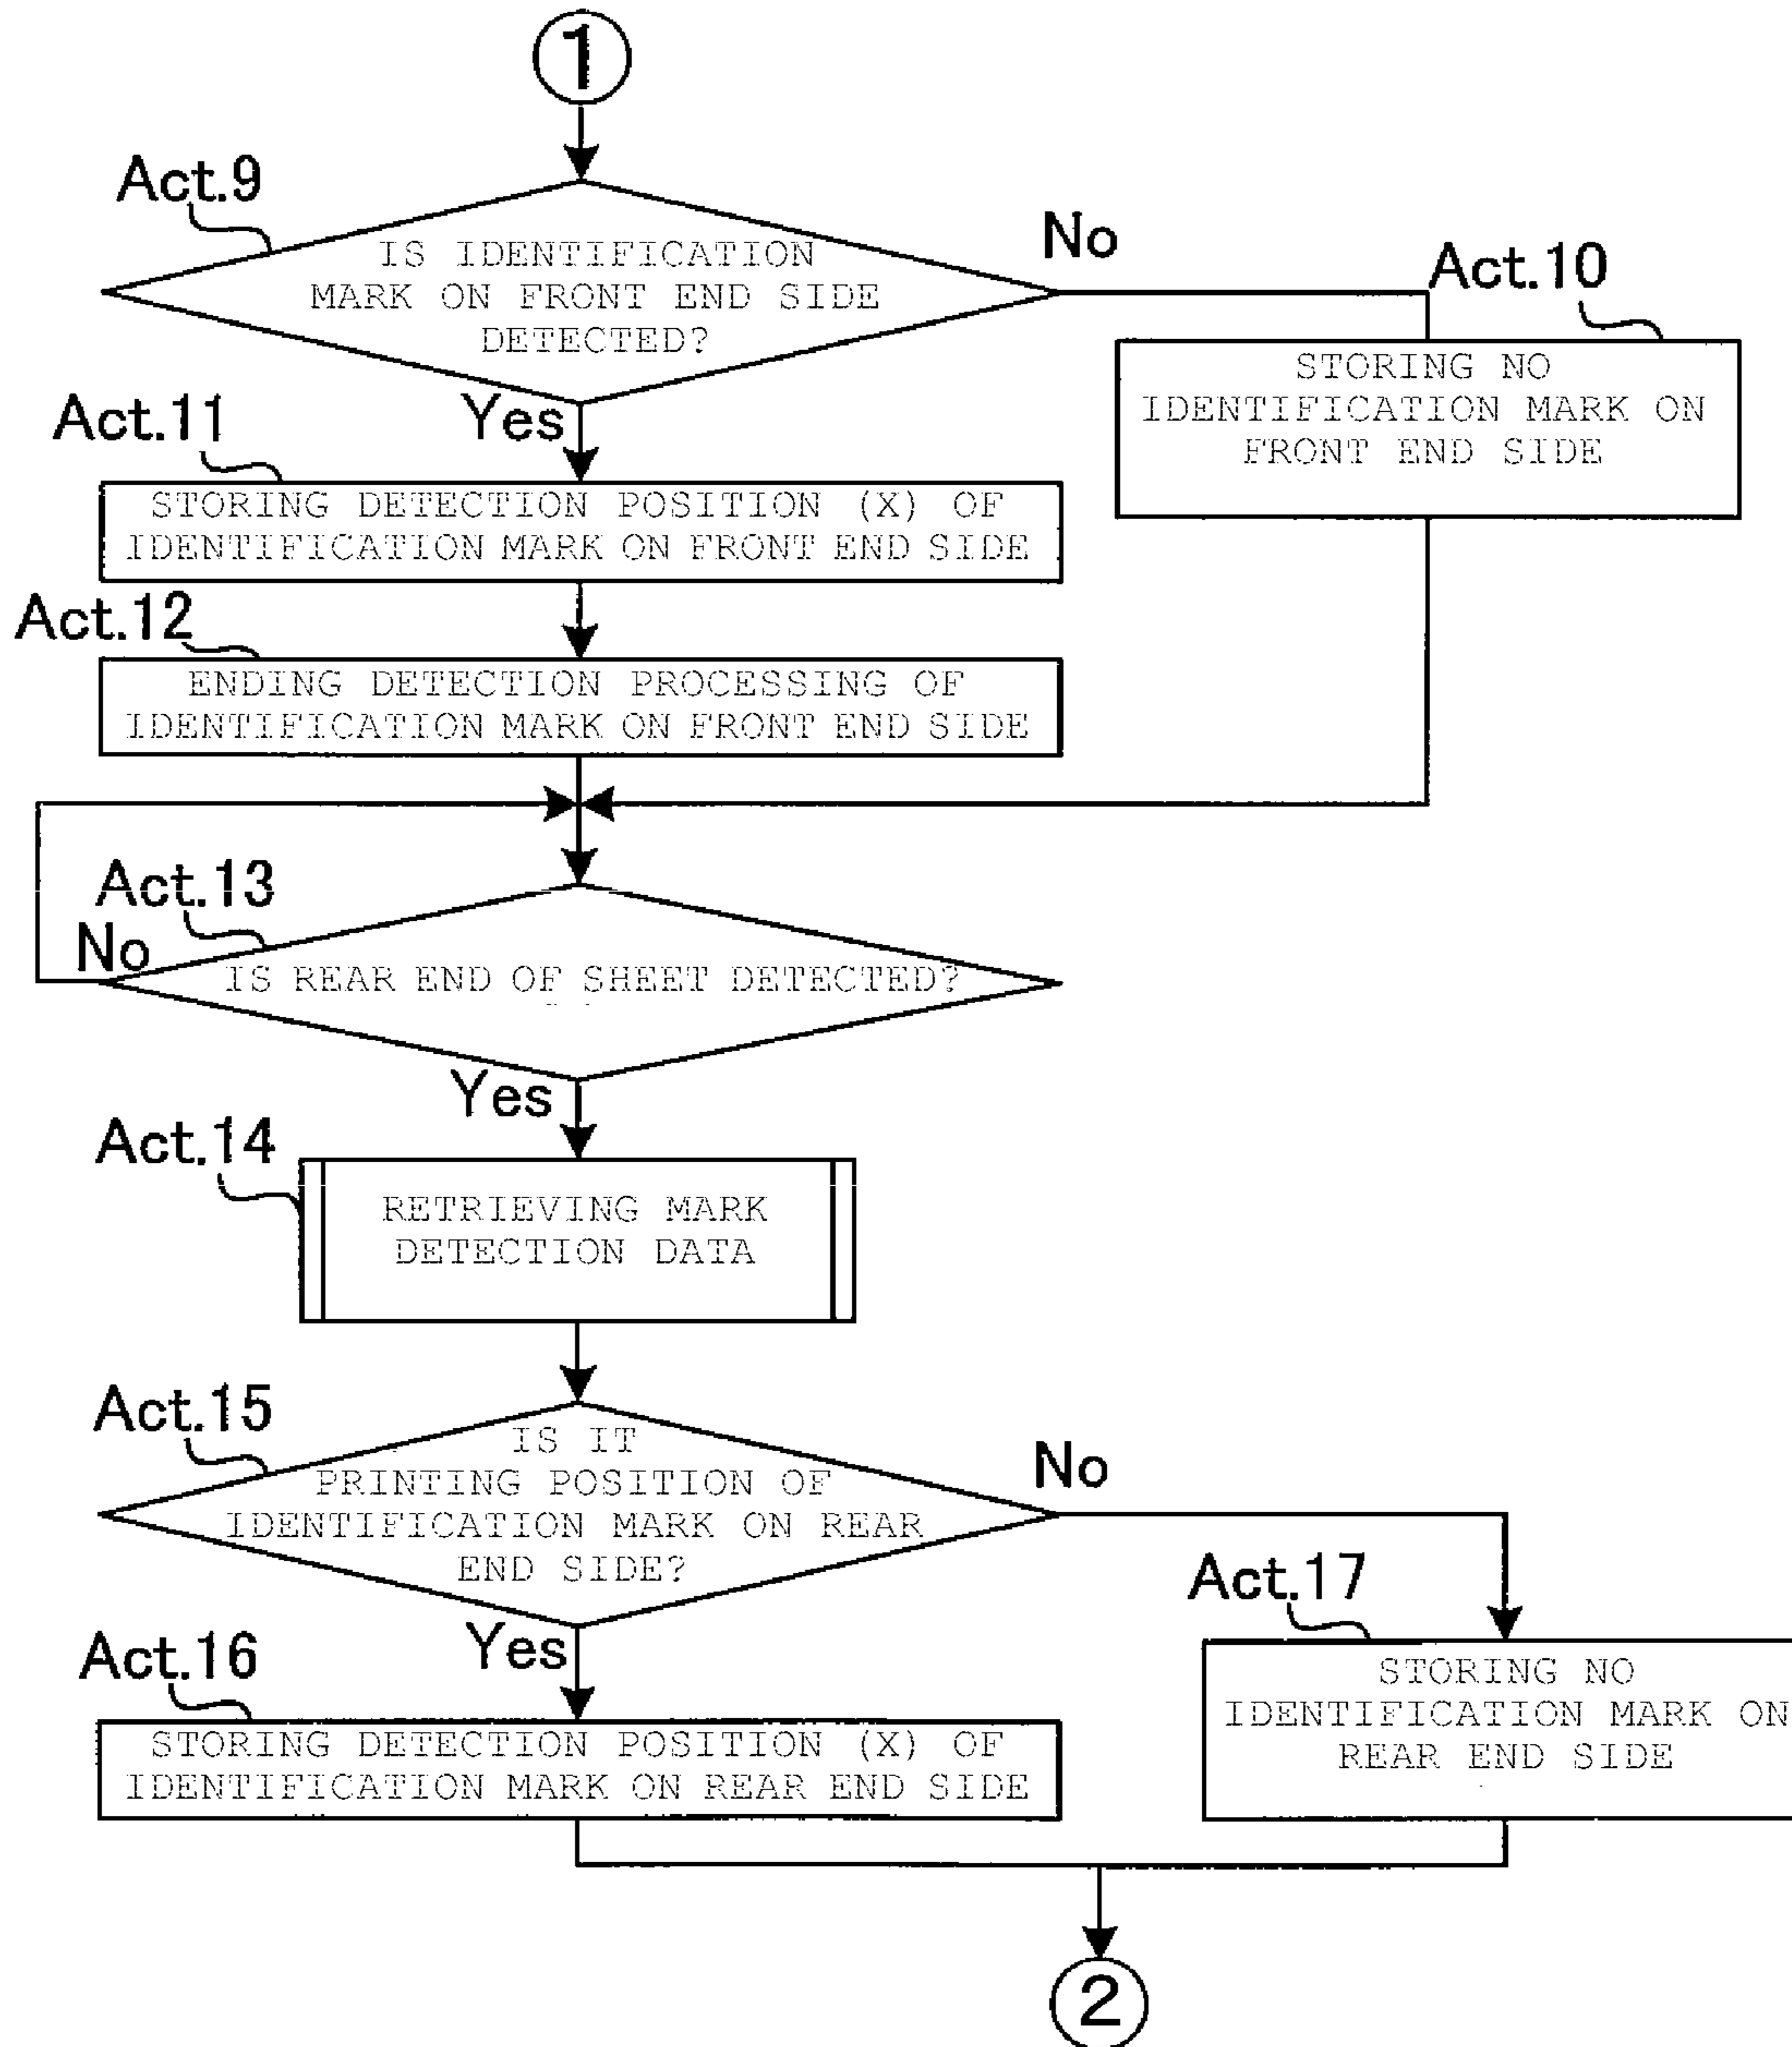 1
Act.9
IS IDENTIFICATION
MARK ON FRONT END SIDE
DETECTED?
No
Act.10
STORING NO
IDENTIFICATION MARK ON
FRONT END SIDE
Yes
Act.11
STORING DETECTION POSITION (X) OF
IDENTIFICATION MARK ON FRONT END SIDE
Act.12
ENDING DETECTION PROCESSING OF
IDENTIFICATION MARK ON FRONT END SIDE
Act.13
No
IS REAR END OF SHEET DETECTED?
Yes
Act.14
RETRIEVING MARK
DETECTION DATA
Act.15
IS IT
PRINTING POSITION OF
IDENTIFICATION MARK ON REAR
END SIDE?
No
Act.17
STORING NO
IDENTIFICATION MARK ON
REAR END SIDE
Yes
Act.16
STORING DETECTION POSITION (X) OF
IDENTIFICATION MARK ON REAR END SIDE
2